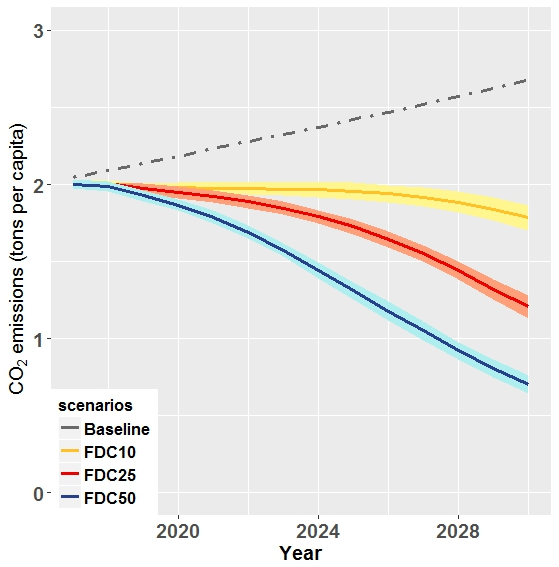 3
2
1
0
CO2 emissions (tons per capita)
scenarios
Baseline
FDC10
FDC25
FDC50
2020 2024 2028
Year